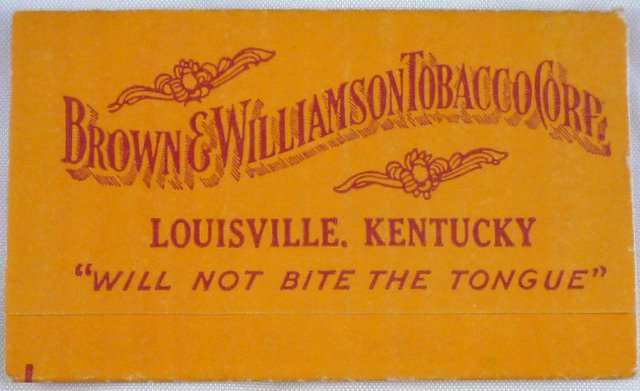 BROWN & WILLIAMSON TOBACCO CORP.
LOUISVILLE. KENTUCKY
"WILL NOT BITE THE TONGUE"